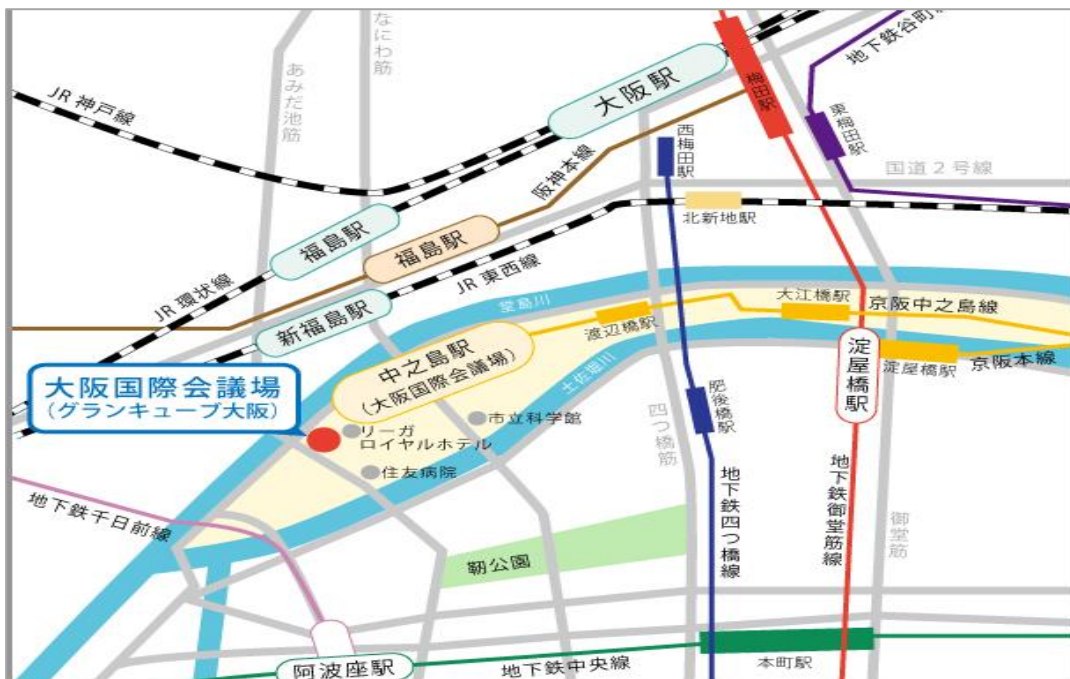 なにわ筋
あみだ池筋
JR 神戸線
大阪駅
梅田駅
地下鉄谷町
東梅田駅
西梅田駅
国道2号線
阪神本線
北新地駅
福島駅
福島駅
JR 東西線
JR 環状線
新福島駅
堂島川
大江橋駅
京阪中之島線
渡辺橋駅
中之島駅
(大阪国際会議場)
土佐堀川
淀屋橋駅
淀屋橋駅
京阪本線
大阪国際会議場
(グランキューブ大阪)
リーガ
ロイヤルホテル
市立科学館
住友病院
肥後橋駅
四つ橋筋
地下鉄四つ橋線
地下鉄御堂筋線
御堂筋
地下鉄千日前線
靭公園
阿波座駅
地下鉄中央線
本町駅